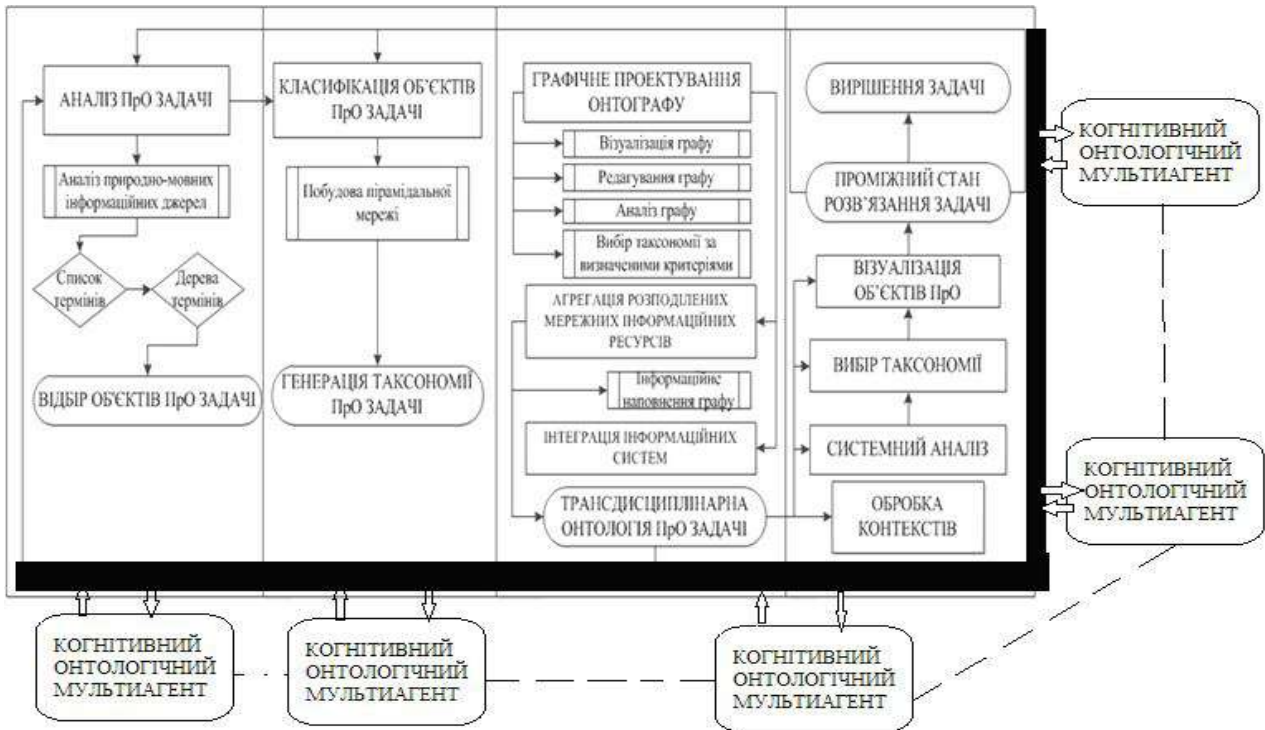 АНАЛІЗ ПрО ЗАДАЧІ
Аналіз природно-мовних
інформаційних джерел
Список
термінів
Дерева
термінів
ВІДБІР ОБ'ЄКТІВ ПрО ЗАДАЧІ
КЛАСИФІКАЦІЯ ОБ'ЄКТІВ
ПрО ЗАДАЧІ
Побудова пірамідальної
мережі
ГЕНЕРАЦІЯ ТАКСОНОМІЇ
ПрО ЗАДАЧІ
ГРАФІЧНЕ ПРОЕКТУВАННЯ
ОНТОГРАФУ
Візуалізація графу
Редагування графу
Аналіз графу
Вибір таксономії за
визначеними критеріями
АГРЕГАЦІЯ РОЗПОДІЛЕНИХ
МЕРЕЖНИХ ІНФОРМАЦІЙНИХ
РЕСУРСІВ
Інформаційне
наповнення графу
ІНТЕГРАЦІЯ ІНФОРМАЦІЙНИХ
СИСТЕМ
ТРАНСДИСЦИПЛІНАРНА
ОНТОЛОГІЯ ПрО ЗАДАЧІ
ВИРІШЕННЯ ЗАДАЧІ
ПРОМІЖНИЙ СТАН
РОЗВ'ЯЗАННЯ ЗАДАЧІ
ВІЗУАЛІЗАЦІЯ
ОБ'ЄКТІВ ПрО
ВИБІР ТАКСОНОМІЇ
СИСТЕМНИЙ АНАЛІЗ
ОБРОБКА
КОНТЕКСТІВ
КОГНІТИВНИЙ
ОНТОЛОГІЧНИЙ
МУЛЬТИАГЕНТ
КОГНІТИВНИЙ
ОНТОЛОГІЧНИЙ
МУЛЬТИАГЕНТ
КОГНІТИВНИЙ
ОНТОЛОГІЧНИЙ
МУЛЬТИАГЕНТ
КОГНІТИВНИЙ
ОНТОЛОГІЧНИЙ
МУЛЬТИАГЕНТ
КОГНІТИВНИЙ
ОНТОЛОГІЧНИЙ
МУЛЬТИАГЕНТ